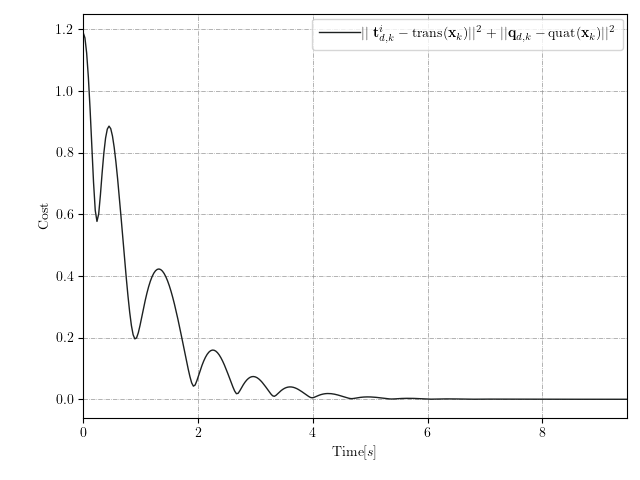 || t^i_{d,k} − trans(x_k)||^2 + ||q_{d,k} − quat(x_k)||^2
1.2
1.0
0.8
0.6
0.4
0.2
0.0
Cost
0 2 4 6 8
Time[s]